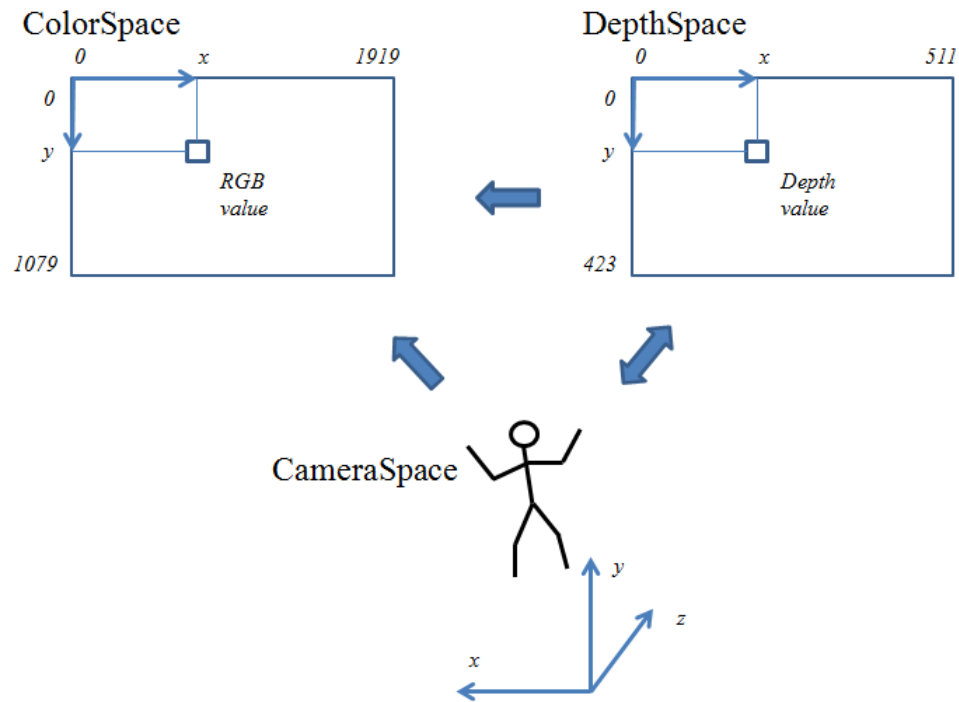 ColorSpace
0 x 1919
0
y
RGB
value
1079
DepthSpace
0 x 511
0
y
Depth
value
423
CameraSpace
y
z
x